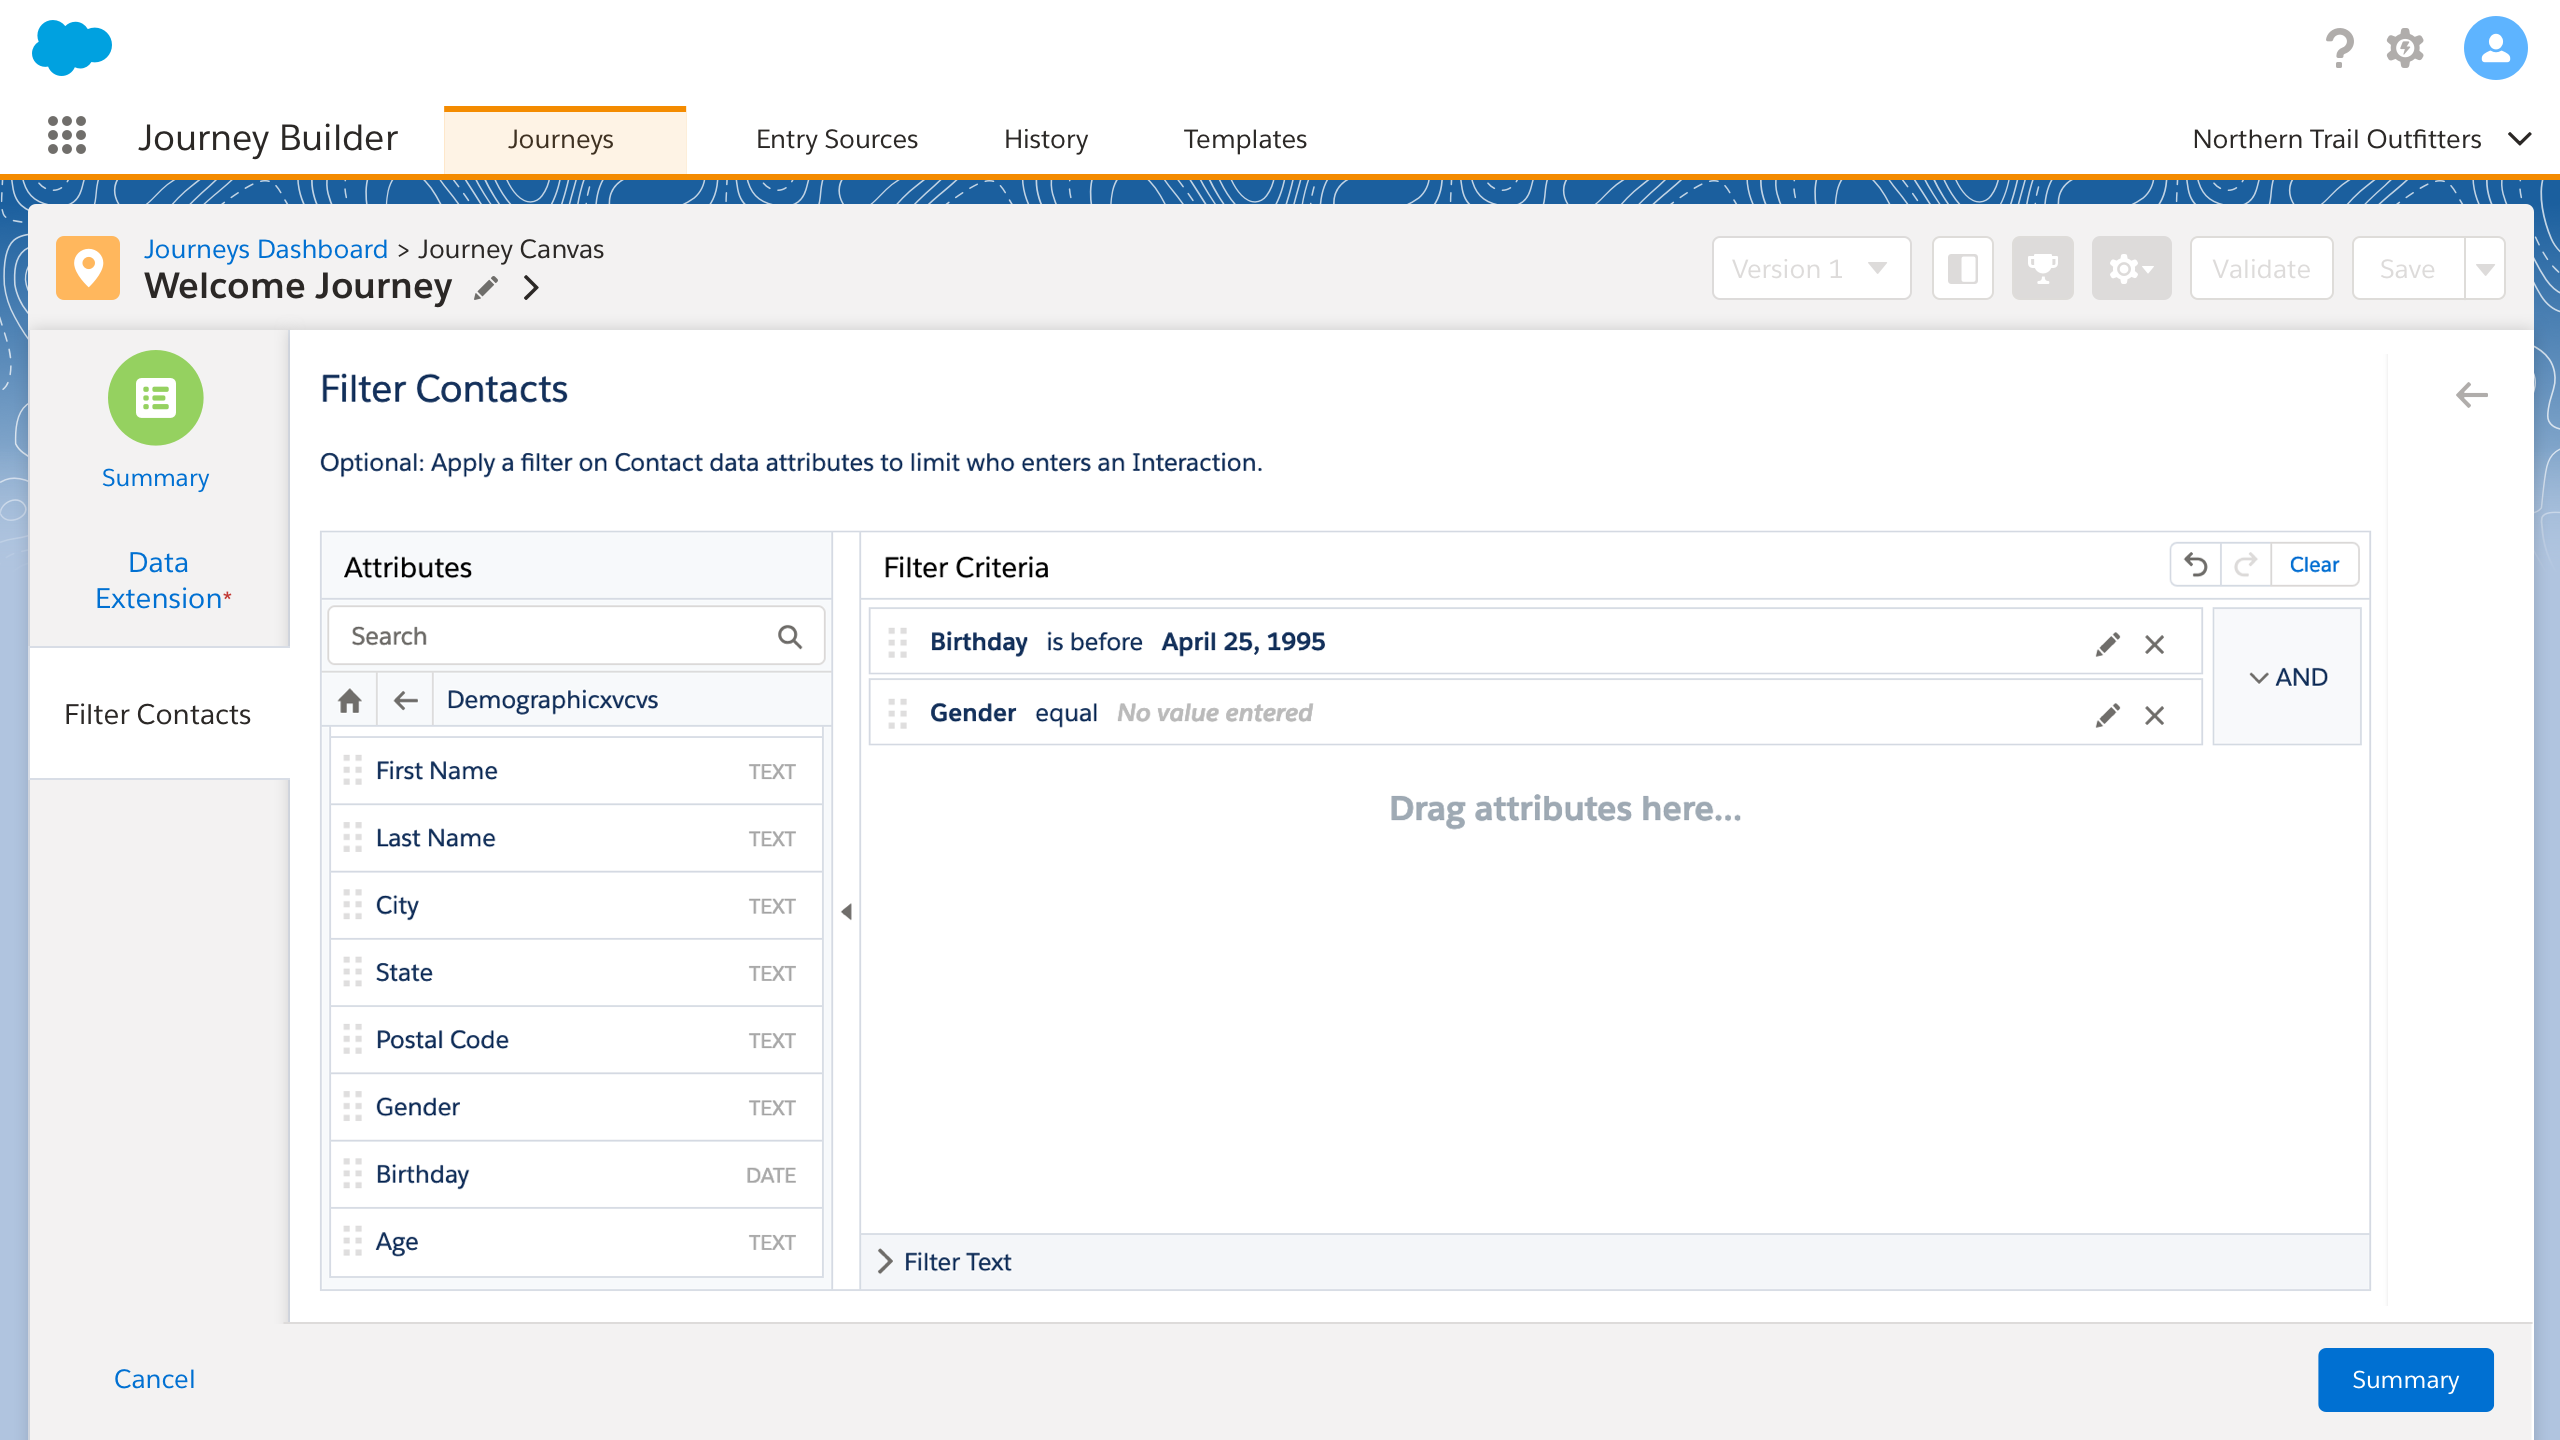 Journey Builder
Journeys
Entry Sources
History
Templates
Northern Trail Outfitters
Journeys Dashboard > Journey Canvas
Welcome Journey
Version 1
Validate
Save
Summary
Data
Extension*
Filter Contacts
Filter Contacts
Optional: Apply a filter on Contact data attributes to limit who enters an Interaction.
Attributes
Search
Demographicxvcvs
First Name TEXT
Last Name TEXT
City TEXT
State TEXT
Postal Code TEXT
Gender TEXT
Birthday DATE
Age TEXT
Filter Criteria
Clear
Birthday is before April 25, 1995
Gender equal No value entered
AND
Drag attributes here...
Filter Text
Cancel
Summary